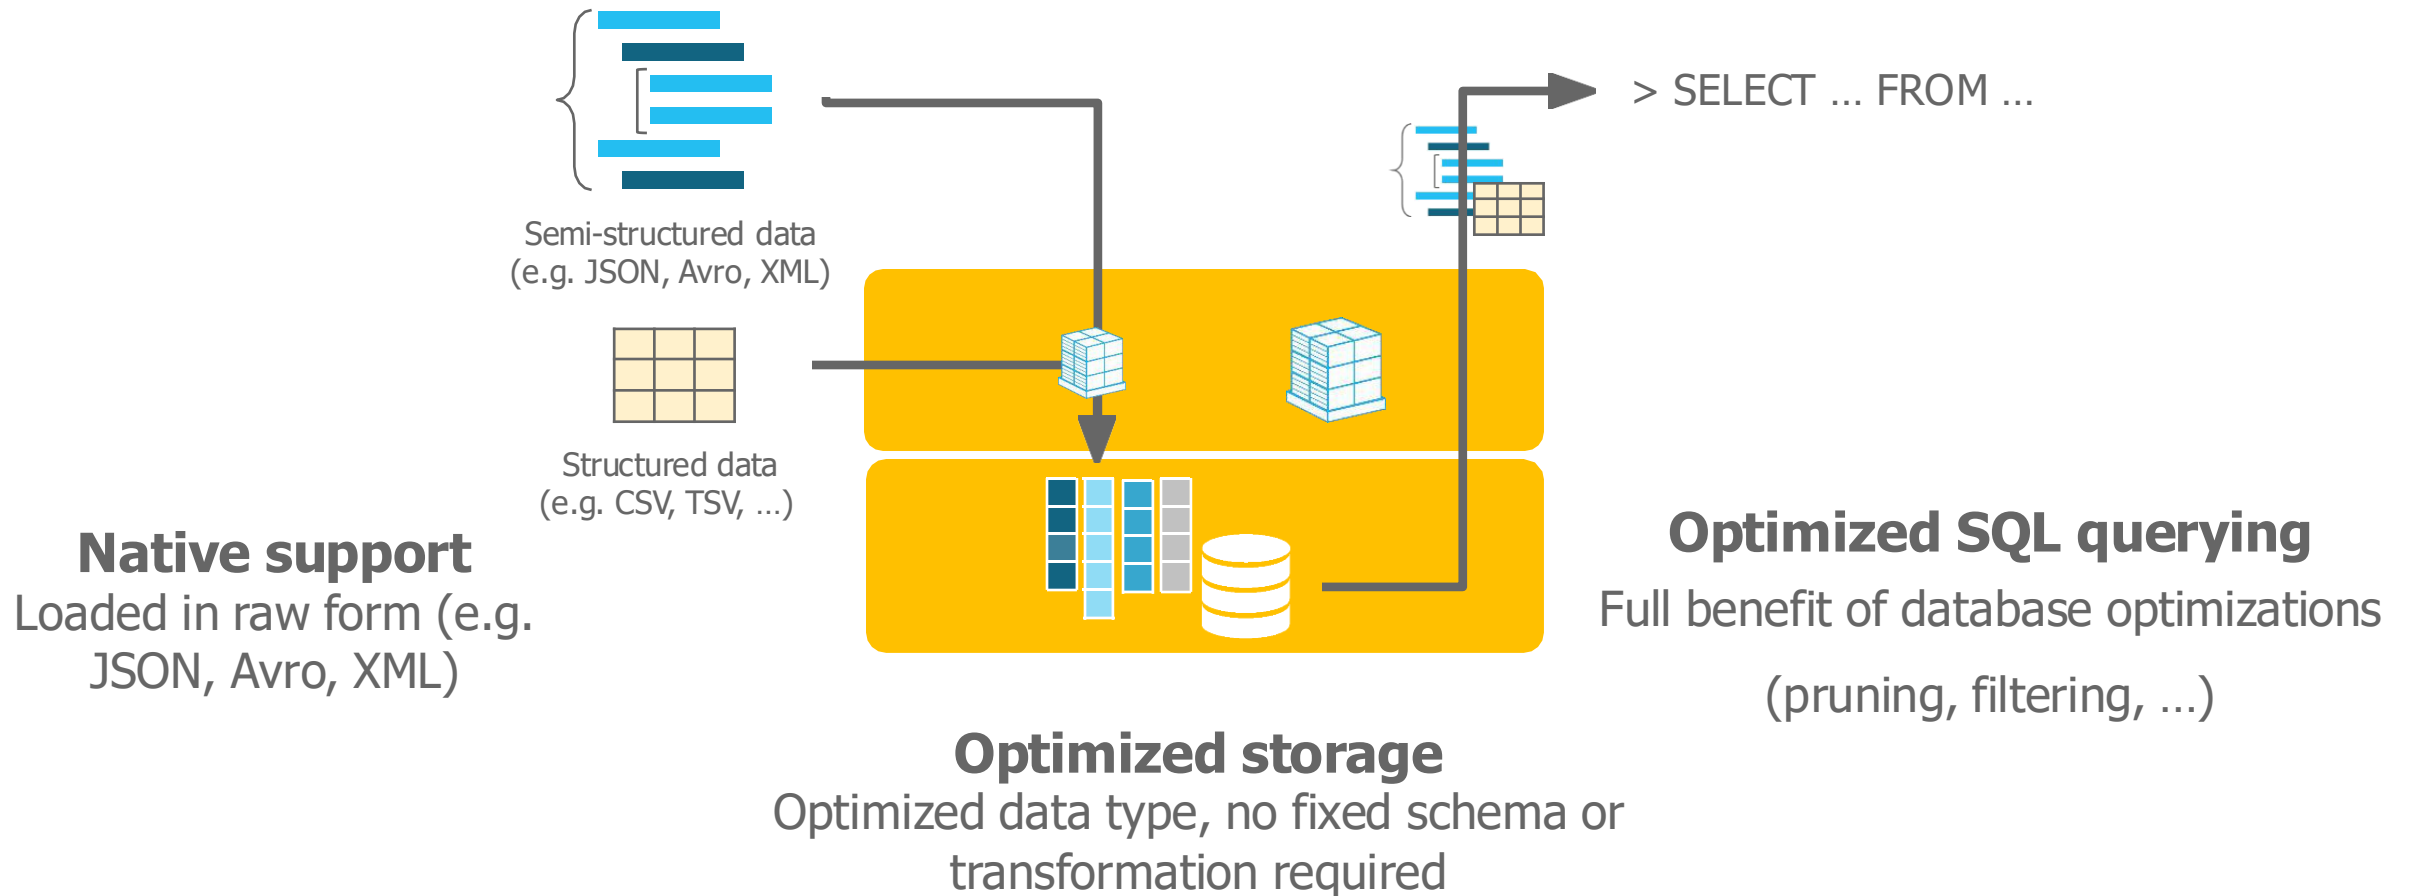 > SELECT … FROM …
Semi-structured data
(e.g. JSON, Avro, XML)
Structured data
(e.g. CSV, TSV, …)
Native support
Loaded in raw form (e.g.
JSON, Avro, XML)
Optimized SQL querying
Full benefit of database optimizations
(pruning, filtering, …)
Optimized storage
Optimized data type, no fixed schema or
transformation required